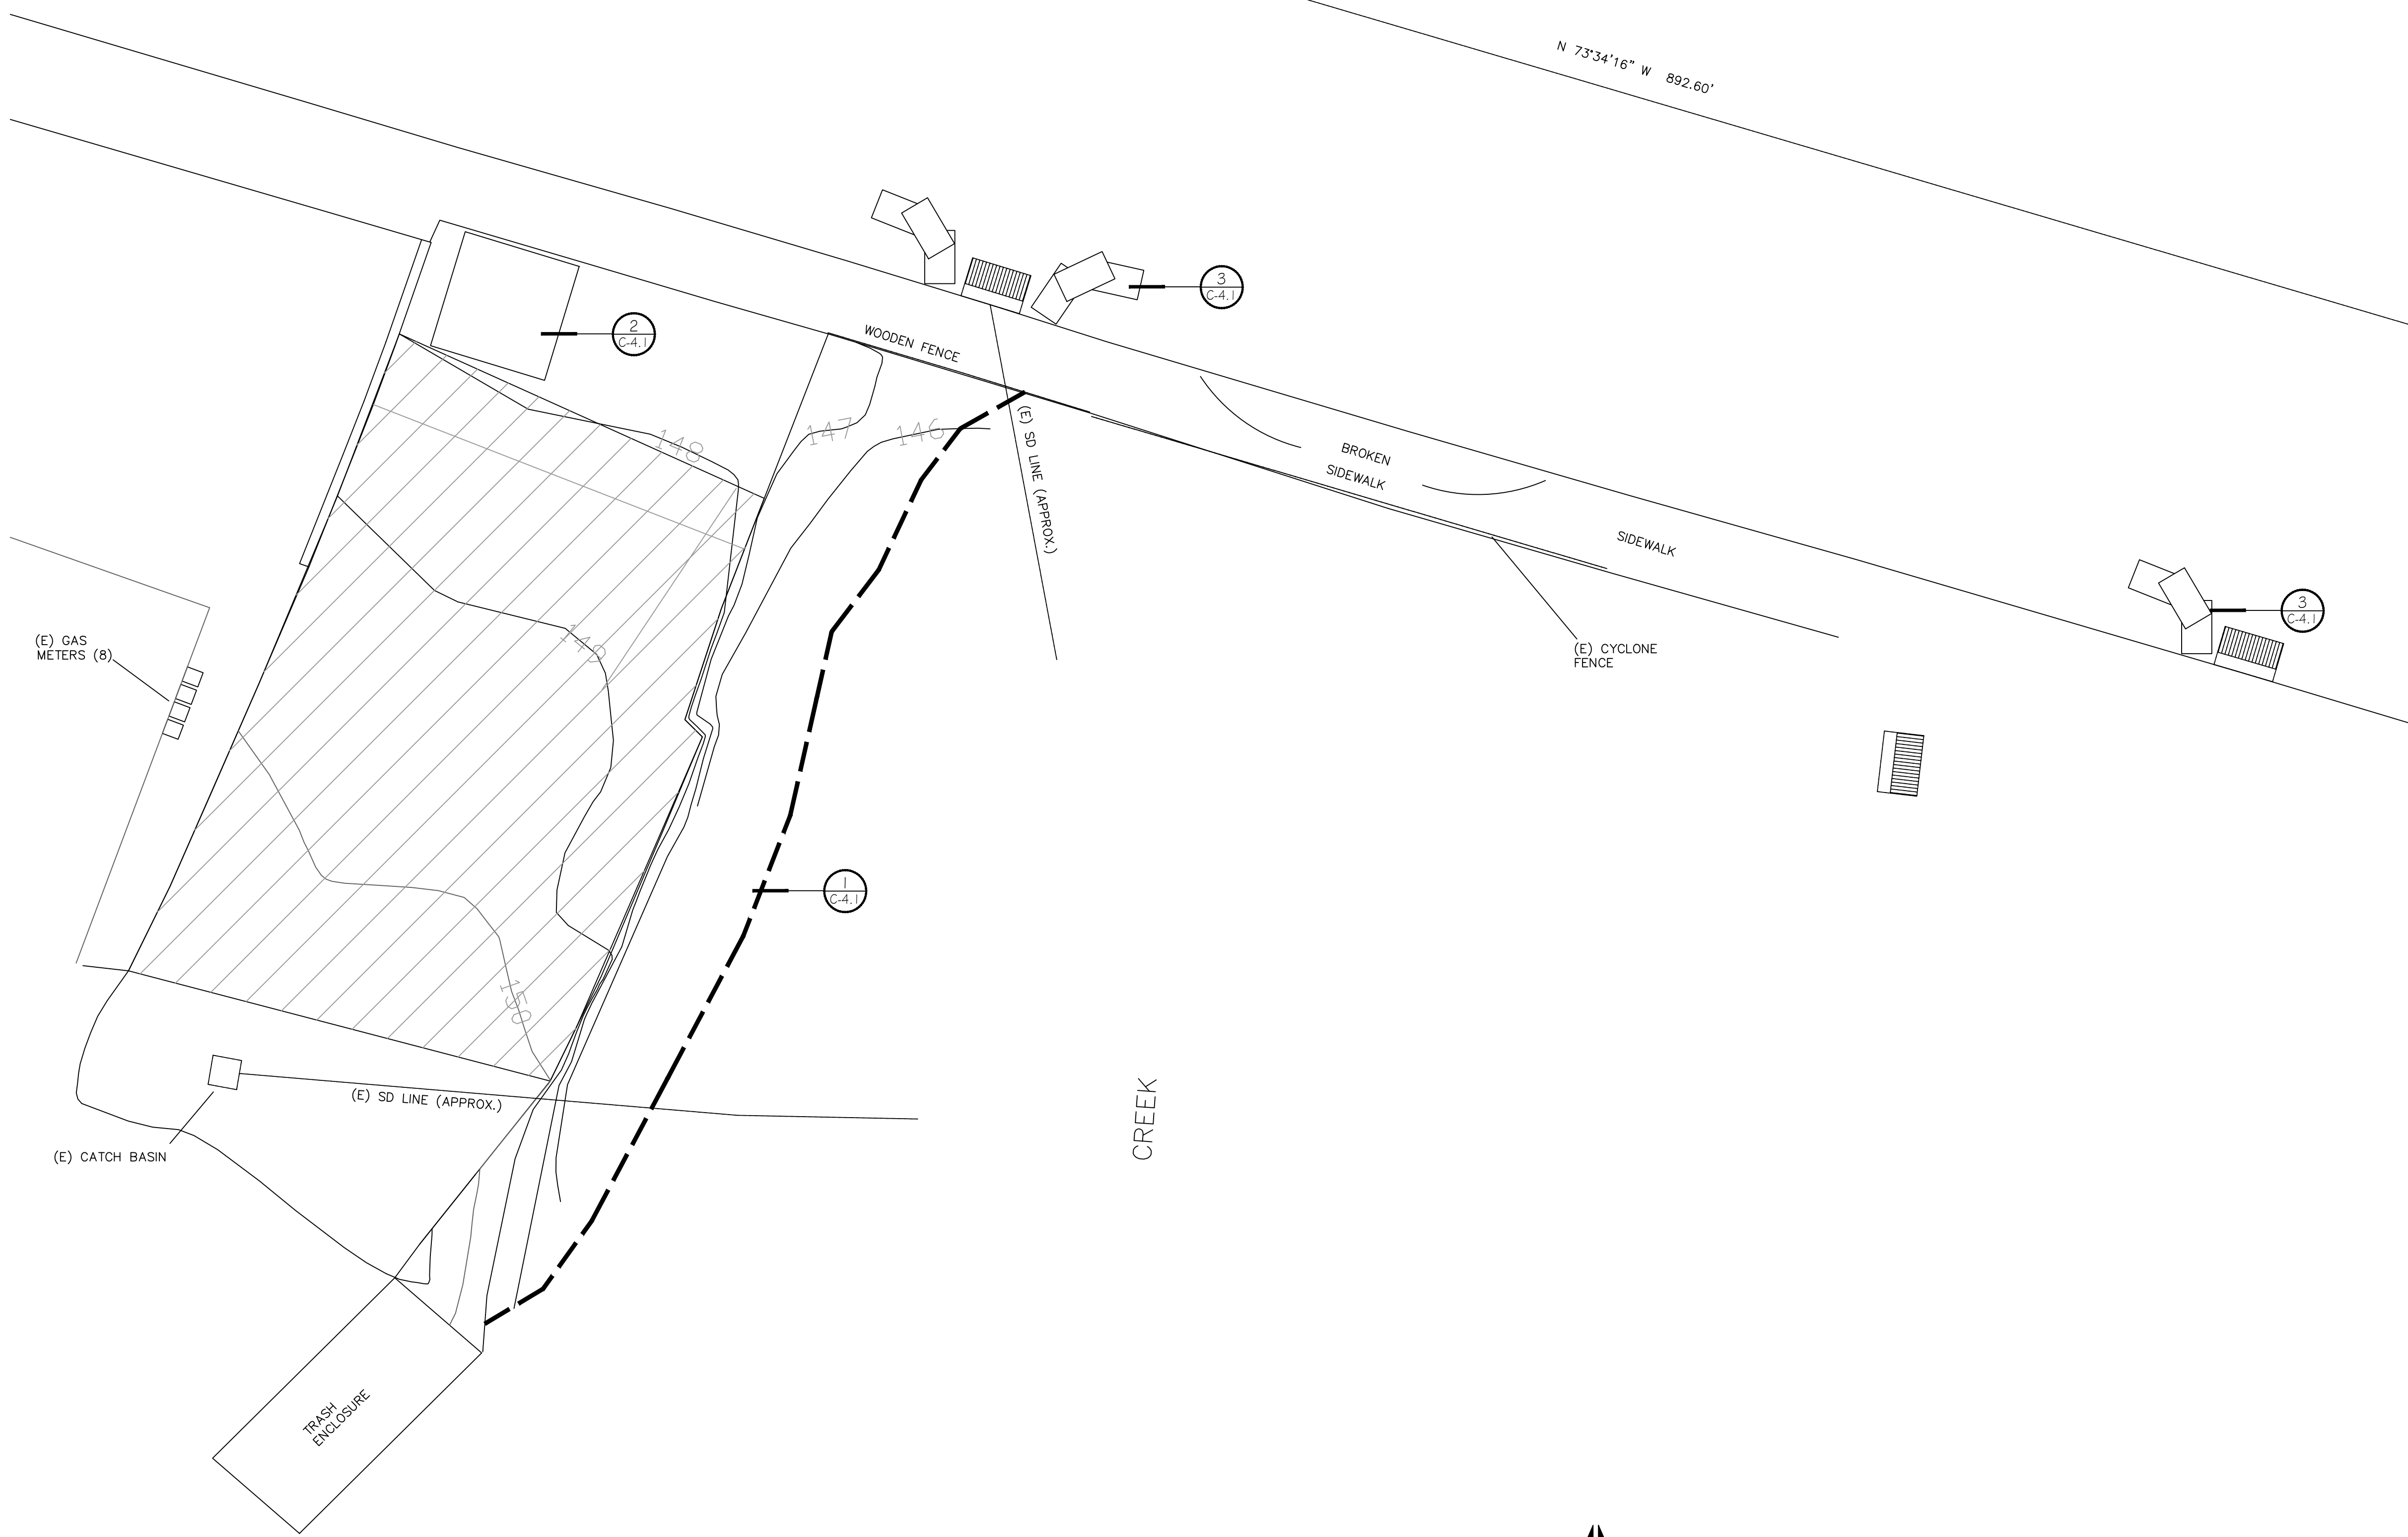 N 73°34'16" W 892.60'
3
C-4.1
2
C-4.1
WOODEN FENCE
148
147
146
(E) SD LINE (APPROX.)
BROKEN
SIDEWALK
SIDEWALK
3
C-4.1
(E) GAS
METERS (8)
149
(E) CYCLONE
FENCE
1
C-4.1
150
(E) SD LINE (APPROX.)
CREEK
(E) CATCH BASIN
TRASH
ENCLOSURE